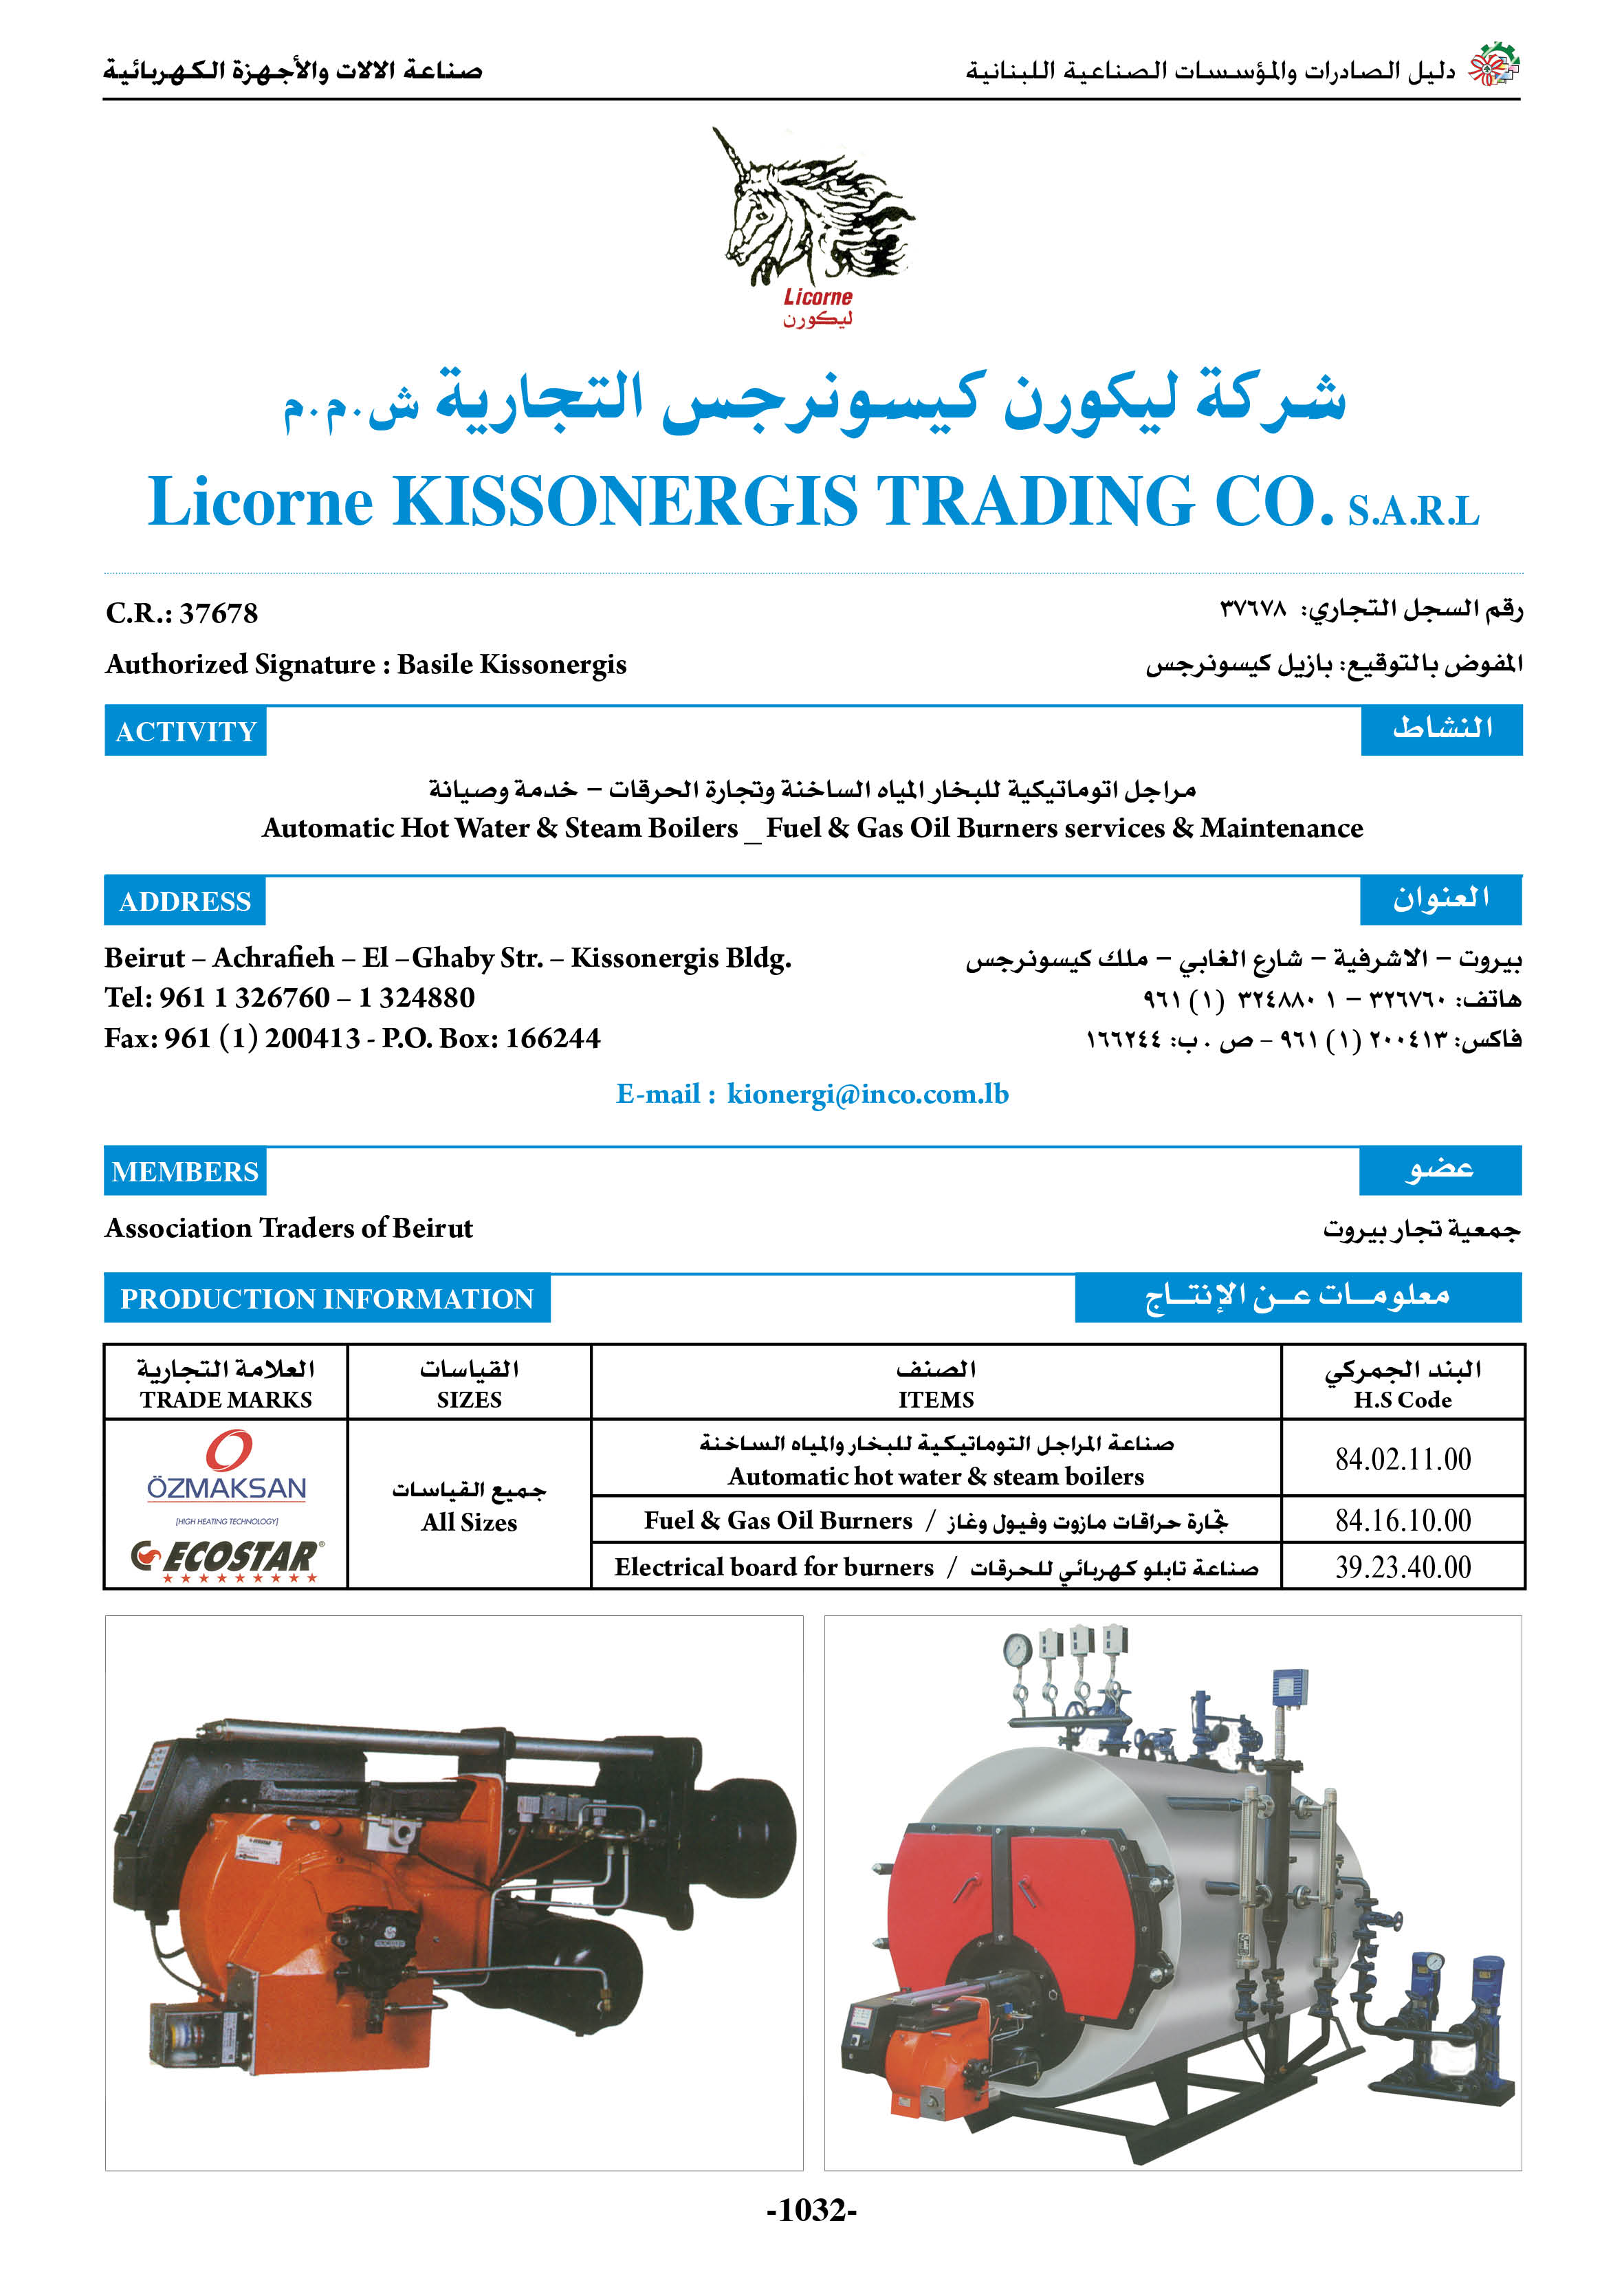 دليل الصادرات والمؤسسات الصناعية اللبنانية
صناعة الالات والأجهزة الكهربائية
Licorne
ليكورن
شركة ليكورن كيسونرجس التجارية ش.م.م
Licorne KISSONERGIS TRADING CO. S.A.R.L
C.R.: 37678
رقم السجل التجاري: ٣٧٦٧٨
Authorized Signature : Basile Kissonergis
المفوض بالتوقيع: بازيل كيسونرجس
ACTIVITY
النشاط
مراجل اتوماتيكية للبخار المياه الساخنة وتجارة الحرقات – خدمة وصيانة
Automatic Hot Water & Steam Boilers _ Fuel & Gas Oil Burners services & Maintenance
ADDRESS
العنوان
Beirut – Achrafieh – El –Ghaby Str. – Kissonergis Bldg.
بيروت – الاشرفية – شارع الغابي – ملك كيسونرجس
Tel: 961 1 326760 – 1 324880
هاتف: ٣٢٦٧٦٠ – ١ ٣٢٤٨٨٠ (١) ٩٦١
Fax: 961 (1) 200413 - P.O. Box: 166244
فاكس: ٢٠٠٤١٣ (١) ٩٦١ – ص . ب: ١٦٦٢٤٤
E-mail : kionergi@inco.com.lb
MEMBERS
عضو
Association Traders of Beirut
جمعية تجار بيروت
PRODUCTION INFORMATION
معلومـات عـن الإنتـاج
العلامة التجارية
القياسات
الصنف
البند الجمركي
TRADE MARKS
SIZES
ITEMS
H.S Code
ÖZMAKSAN
[HIGH HEATING TECHNOLOGY]
ECOSTAR®
جميع القياسات
All Sizes
صناعة المراجل التوماتيكية للبخار والمياه الساخنة
Automatic hot water & steam boilers
84.02.11.00
Fuel & Gas Oil Burners / تجارة حراقات مازوت وفيول وغاز
84.16.10.00
Electrical board for burners / صناعة تابلو كهربائي للحرقات
39.23.40.00
-1032-